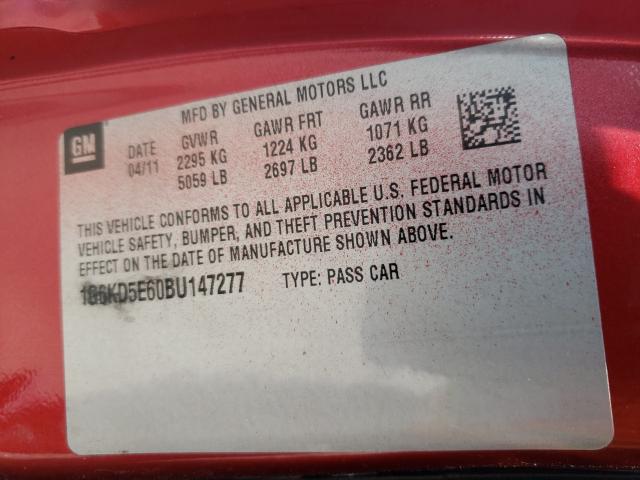 MFD BY GENERAL MOTORS LLC
GM
DATE GVWR GAWR FRT GAWR RR
04/11 2295 KG 1224 KG 1071 KG
5059 LB 2697 LB 2362 LB
THIS VEHICLE CONFORMS TO ALL APPLICABLE U.S. FEDERAL MOTOR
VEHICLE SAFETY, BUMPER, AND THEFT PREVENTION STANDARDS IN
EFFECT ON THE DATE OF MANUFACTURE SHOWN ABOVE.
1G6KD5E60BU147277 TYPE: PASS CAR